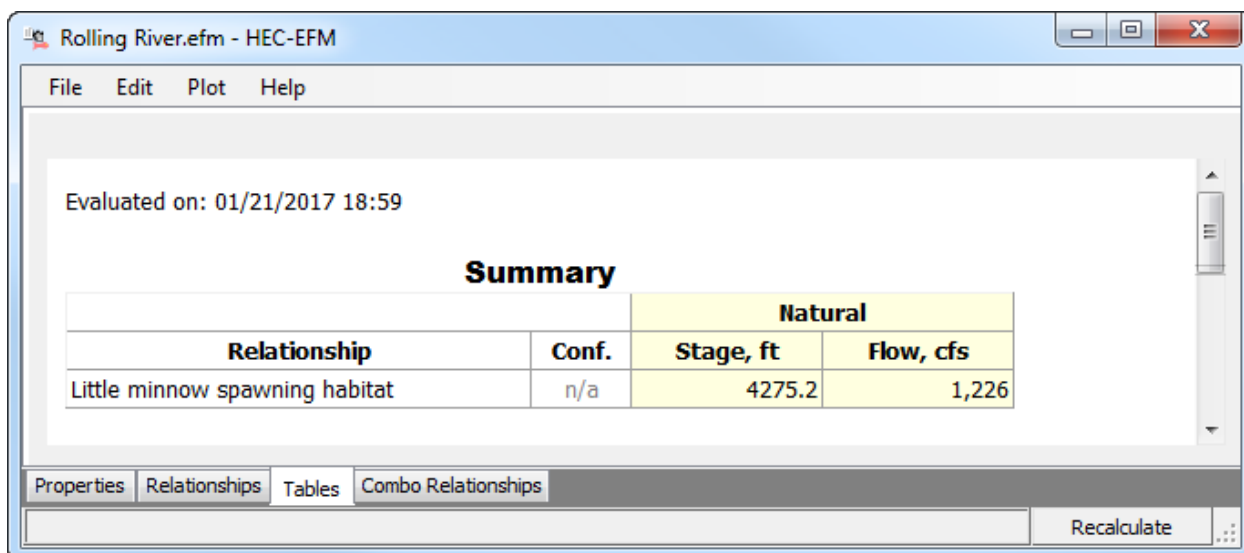 Rolling River.efm - HEC-EFM
File Edit Plot Help
Evaluated on: 01/21/2017 18:59
Summary
Natural
Relationship Conf. Stage, ft Flow, cfs
Little minnow spawning habitat n/a 4275.2 1,226
Properties Relationships Tables Combo Relationships
Recalculate